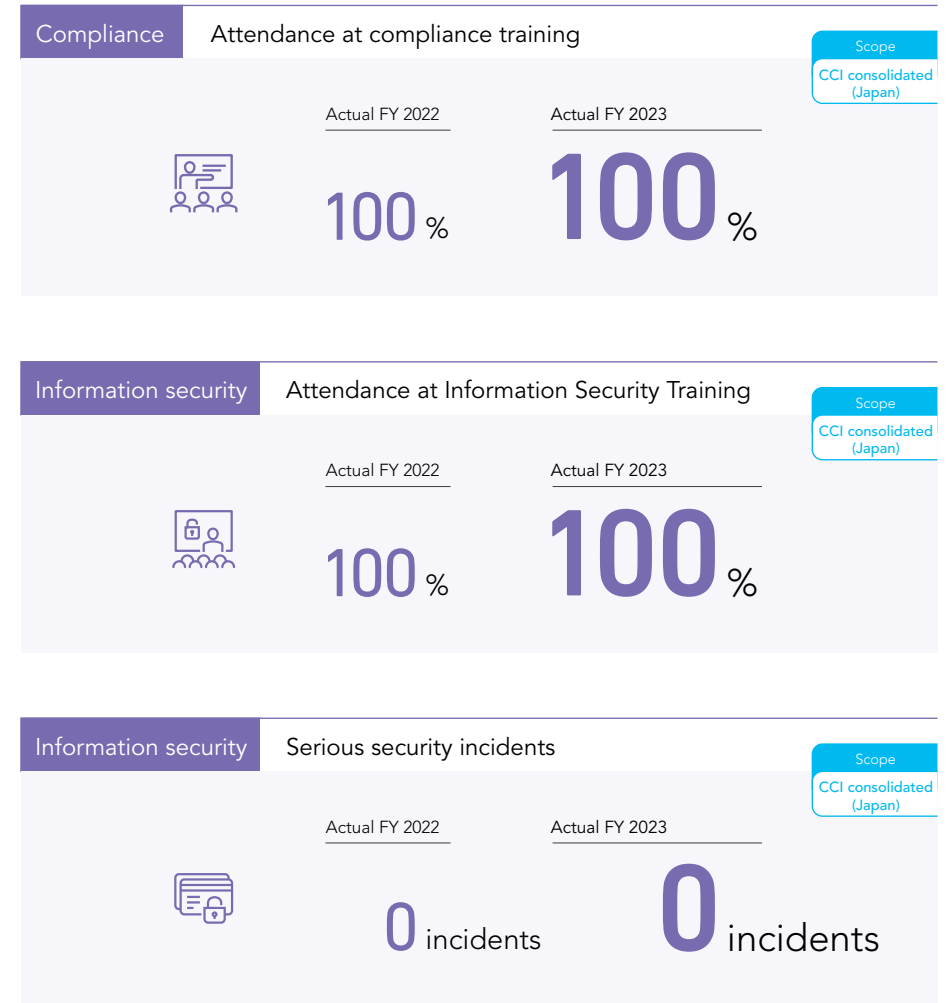 Compliance Attendance at compliance training
Scope
CCI consolidated
(Japan)
Actual FY 2022 Actual FY 2023
100 % 100 %
Information security Attendance at Information Security Training
Scope
CCI consolidated
(Japan)
Actual FY 2022 Actual FY 2023
100 % 100 %
Information security Serious security incidents
Scope
CCI consolidated
(Japan)
Actual FY 2022 Actual FY 2023
0 incidents 0 incidents